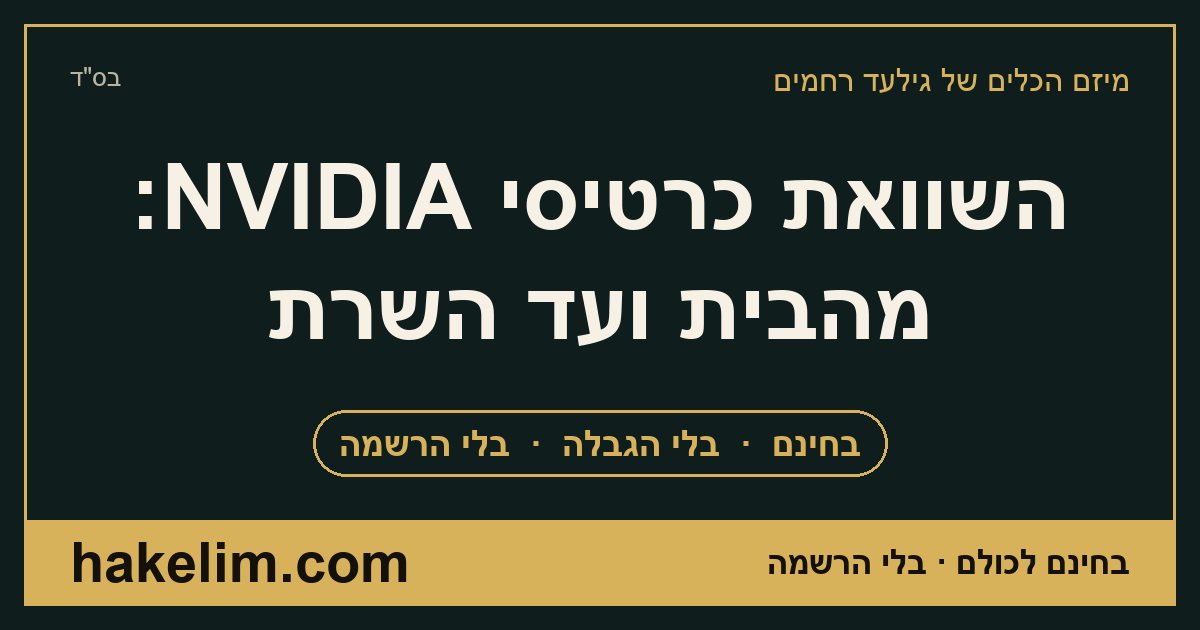 בס"ד
מיזם הכלים של גילעד רחמים
השוואת כרטיסי NVIDIA:
מהבית ועד השרת
בחינם · בלי הגבלה · בלי הרשמה
בחינם לכולם · בלי הרשמה
hakelim.com